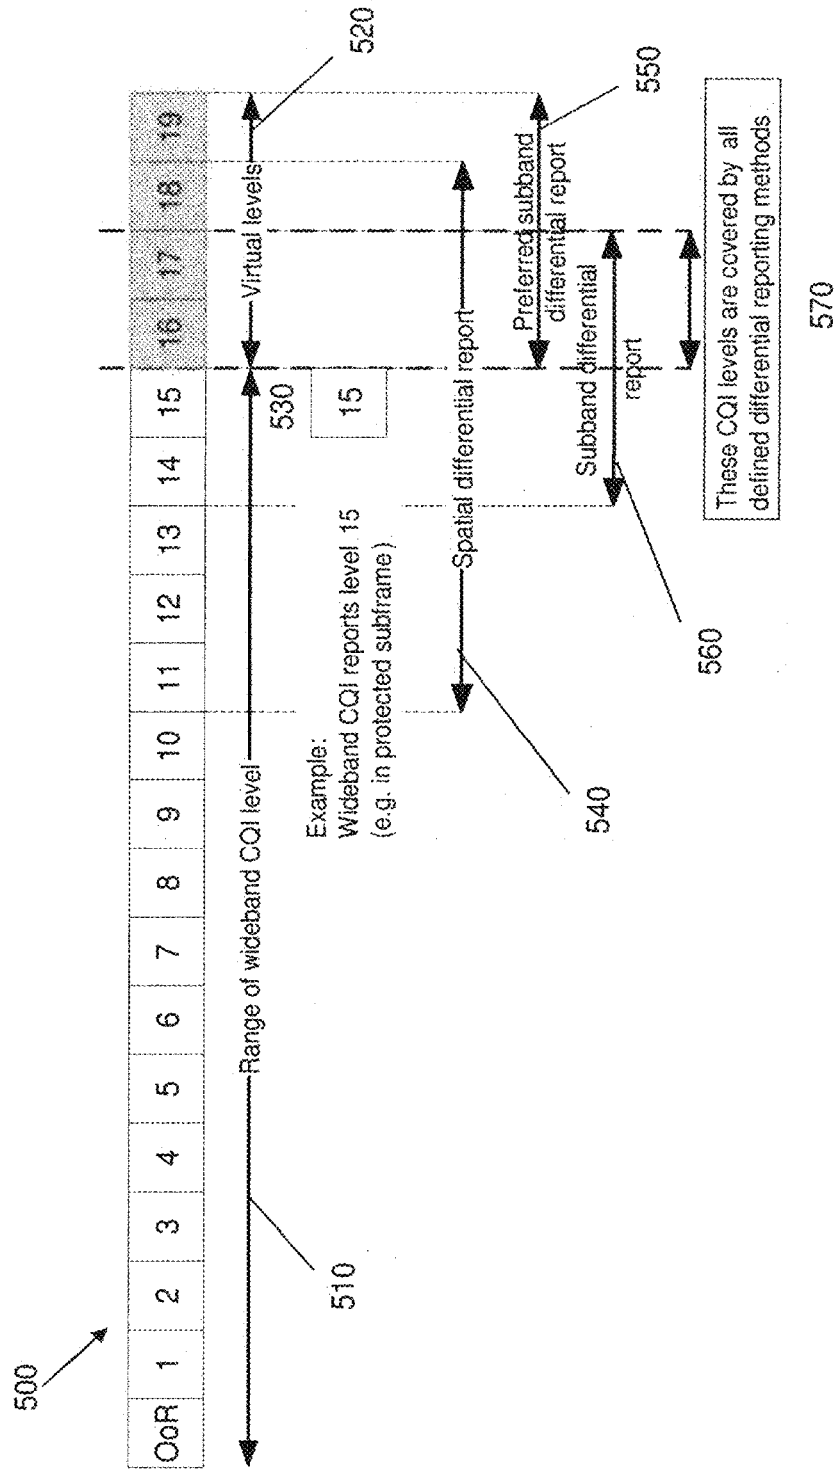 500
OoR 1 2 3 4 5 6 7 8 9 10 11 12 13 14 15 16 17 18 19
Range of wideband CQI level
Virtual levels
510
520
530
Example:
Wideband CQI reports level 15
(e.g. in protected subframe)
15
Spatial differential report
540
Preferred subband
differential report
550
Subband differential
report
560
These CQI levels are covered by all
defined differential reporting methods
570